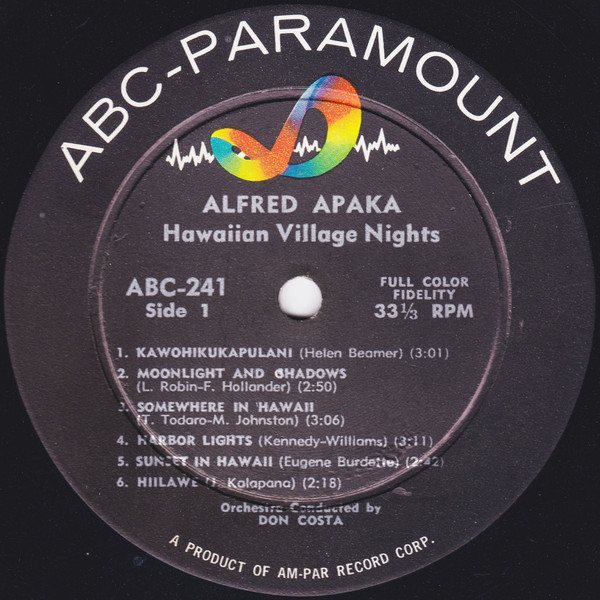 ABC-PARAMOUNT
ALFRED APAKA
Hawaiian Village Nights
ABC-241
Side 1
FULL COLOR
FIDELITY
33 1/3 RPM
1. KAWOHIKUKAPULANI (Helen Beamer) (3:01)
2. MOONLIGHT AND SHADOWS
(L. Robin-F. Hollander) (2:50)
3. SOMEWHERE IN HAWAII
(T. Todaro-M. Johnston) (3:06)
4. HARBOR LIGHTS (Kennedy-Williams) (3:11)
5. SUNSET IN HAWAII (Eugene Burdette) (2:42)
6. HIILAWE (J. Kalapana) (2:18)
Orchestra Conducted by
DON COSTA
A PRODUCT OF AM-PAR RECORD CORP.